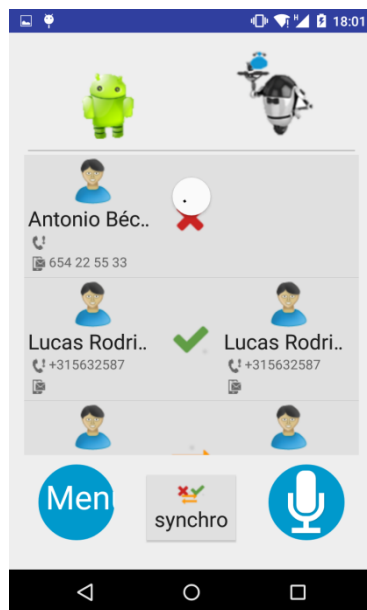 18:01
Antonio Béc..
654 22 55 33
Lucas Rodri..
Lucas Rodri..
+315632587
+315632587
Men
synchro